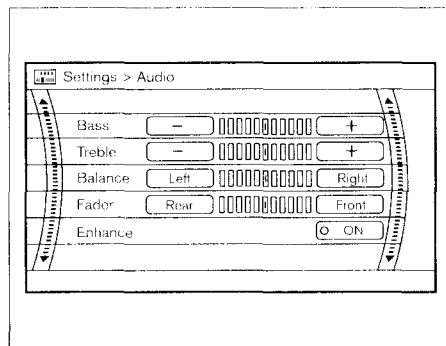 Settings > Audio
Bass − +
Treble − +
Balance Left Right
Fader Rear Front
Enhance ON